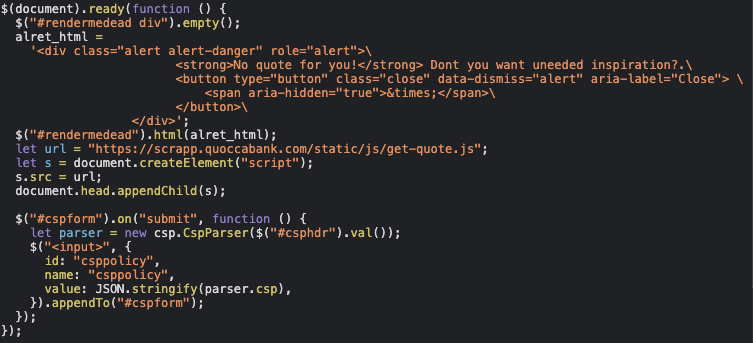 $(document).ready(function () {
  $("#rendermedead div").empty();
  alret_html =
    '<div class="alert alert-danger" role="alert">\
                        <strong>No quote for you!</strong> Dont you want uneeded inspiration?.\
                        <button type="button" class="close" data-dismiss="alert" aria-label="Close"> \
                            <span aria-hidden="true">&times;</span>\
                        </button>\
                  </div>';
  $("#rendermedead").html(alret_html);
  let url = "https://scrapp.quoccabank.com/static/js/get-quote.js";
  let s = document.createElement("script");
  s.src = url;
  document.head.appendChild(s);

  $("#cspform").on("submit", function () {
    let parser = new csp.CspParser($("#csphdr").val());
    $("<input>", {
      id: "csppolicy",
      name: "csppolicy",
      value: JSON.stringify(parser.csp),
    }).appendTo("#cspform");
  });
});